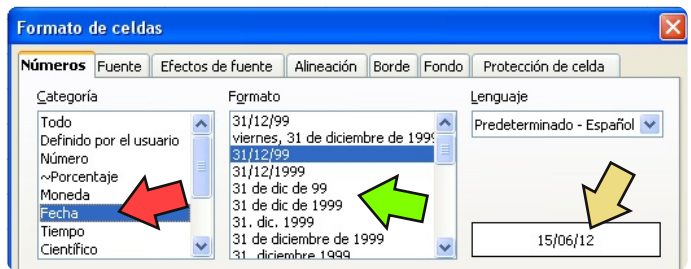 Formato de celdas
Números Fuente Efectos de fuente Alineación Borde Fondo Protección de celda
Categoría
Todo
Definido por el usuario
Número
~Porcentaje
Moneda
Fecha
Tiempo
Científico
Formato
31/12/99
viernes, 31 de diciembre de 1999
31/12/99
31/12/1999
31 de dic de 99
31 de dic de 1999
31. dic. 1999
31 de diciembre de 1999
31. diciembre 1999
Lenguaje
Predeterminado - Español
15/06/12